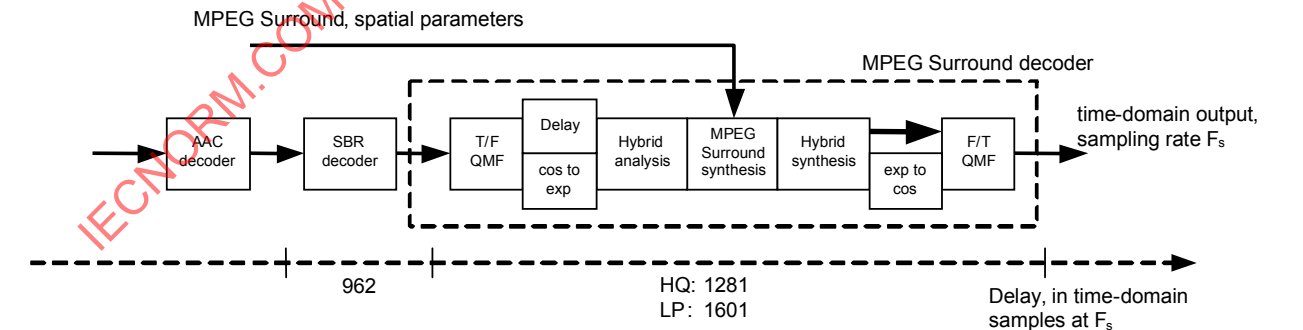 MPEG Surround, spatial parameters
MPEG Surround decoder
time-domain output,
sampling rate Fs
AAC
decoder
SBR
decoder
T/F
QMF
Delay
cos to
exp
Hybrid
analysis
MPEG
Surround
synthesis
Hybrid
synthesis
exp to
cos
F/T
QMF
962
HQ: 1281
LP: 1601
Delay, in time-domain
samples at Fs